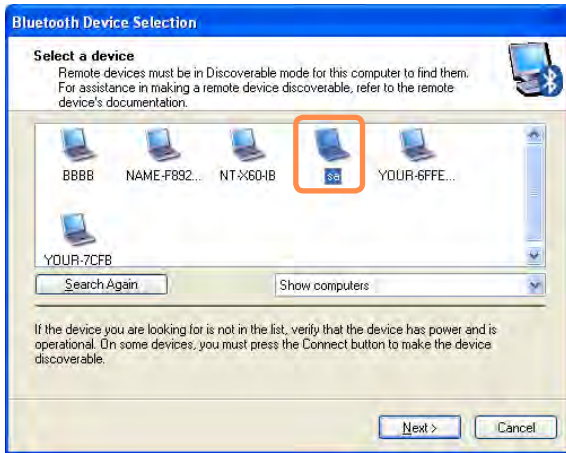 Bluetooth Device Selection
Select a device
Remote devices must be in Discoverable mode for this computer to find them.
For assistance in making a remote device discoverable, refer to the remote
device's documentation.
BBBB NAME-F892... NT-X60-IB sa YOUR-6FFE...
YOUR-7CFB
Search Again Show computers
If the device you are looking for is not in the list, verify that the device has power and is
operational. On some devices, you must press the Connect button to make the device
discoverable.
Next > Cancel